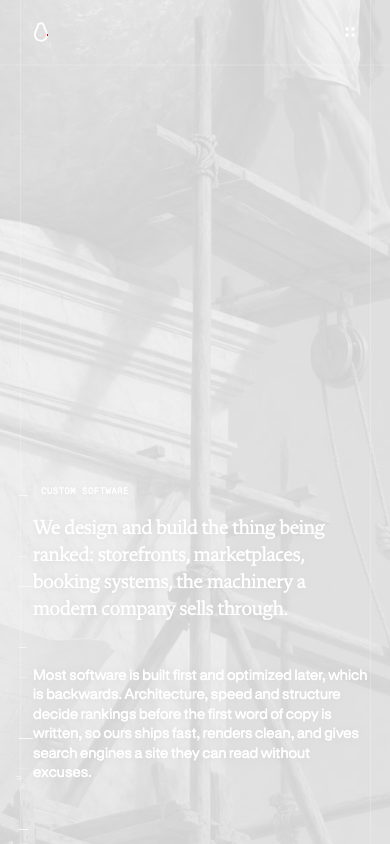 CUSTOM SOFTWARE
We design and build the thing being
ranked: storefronts, marketplaces,
booking systems, the machinery a
modern company sells through.
Most software is built first and optimized later, which
is backwards. Architecture, speed and structure
decide rankings before the first word of copy is
written, so ours ships fast, renders clean, and gives
search engines a site they can read without
excuses.